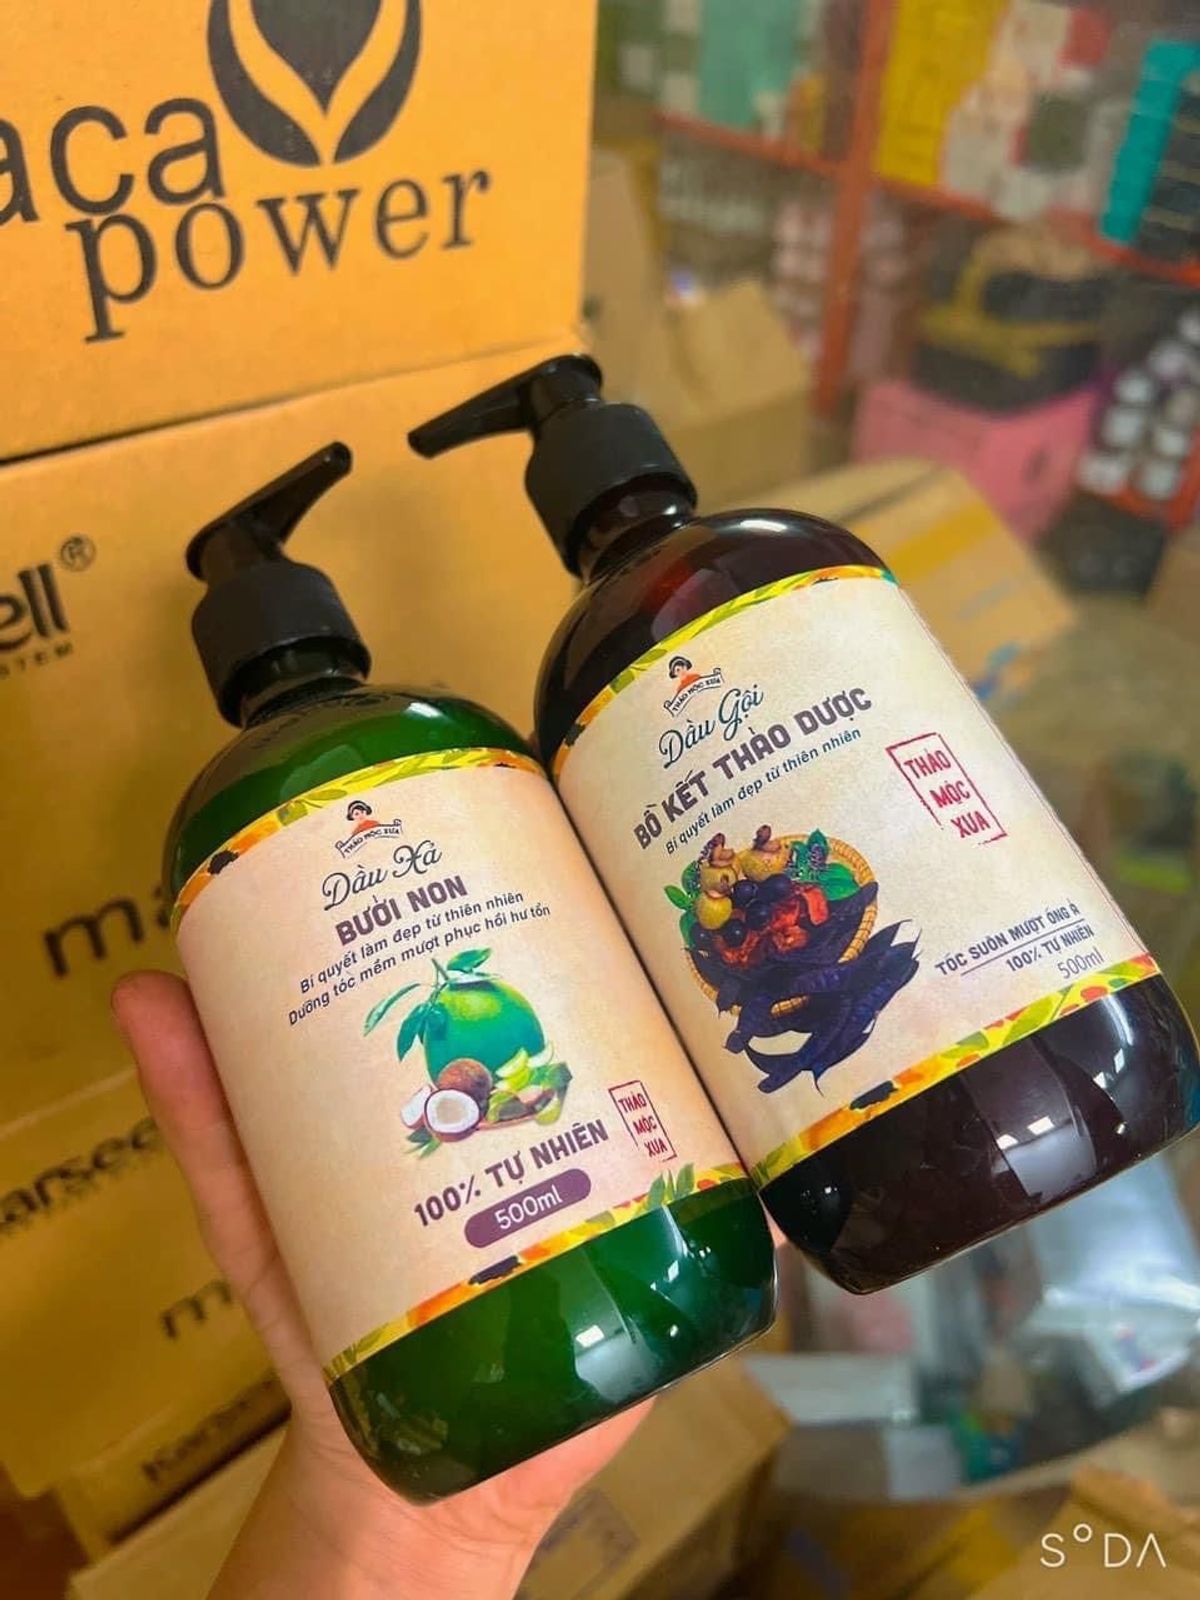 aca
power
ell®
STEM
THẢO MỘC XƯA
Dầu Xả
BƯỞI NON
Bí quyết làm đẹp từ thiên nhiên
Dưỡng tóc mềm mượt phục hồi hư tổn
100% TỰ NHIÊN
500ml
THẢO
MỘC
XƯA
THẢO MỘC XƯA
Dầu Gội
BỒ KẾT THẢO DƯỢC
Bí quyết làm đẹp từ thiên nhiên
THẢO
MỘC
XƯA
TÓC SUÔN MƯỢT ÓNG Ả
100% TỰ NHIÊN
500ml
SODA